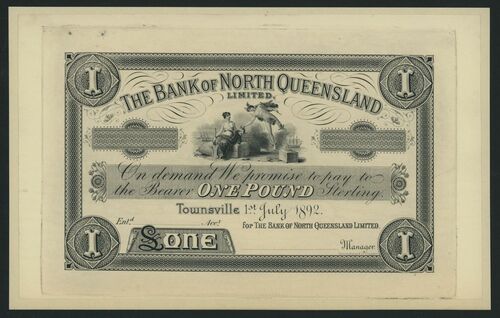 I I
THE BANK OF NORTH QUEENSLAND
LIMITED.
On demand We promise to pay to
the Bearer ONE POUND Sterling.
Townsville 1st July 1892.
Entd. Acct. for THE BANK OF NORTH QUEENSLAND LIMITED.
£ONE
I Manager. I